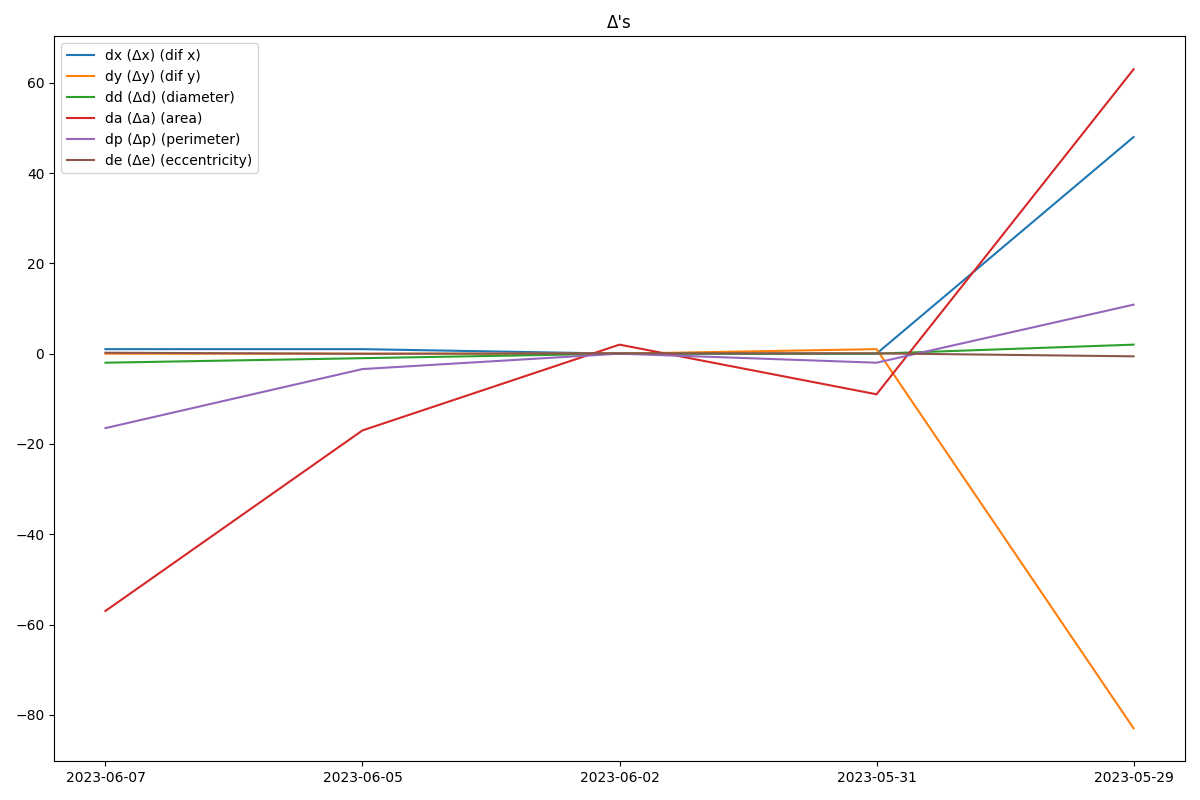 Δ's
dx (Δx) (dif x)
dy (Δy) (dif y)
dd (Δd) (diameter)
da (Δa) (area)
dp (Δp) (perimeter)
de (Δe) (eccentricity)
60
40
20
0
−20
−40
−60
−80
2023-06-07 2023-06-05 2023-06-02 2023-05-31 2023-05-29